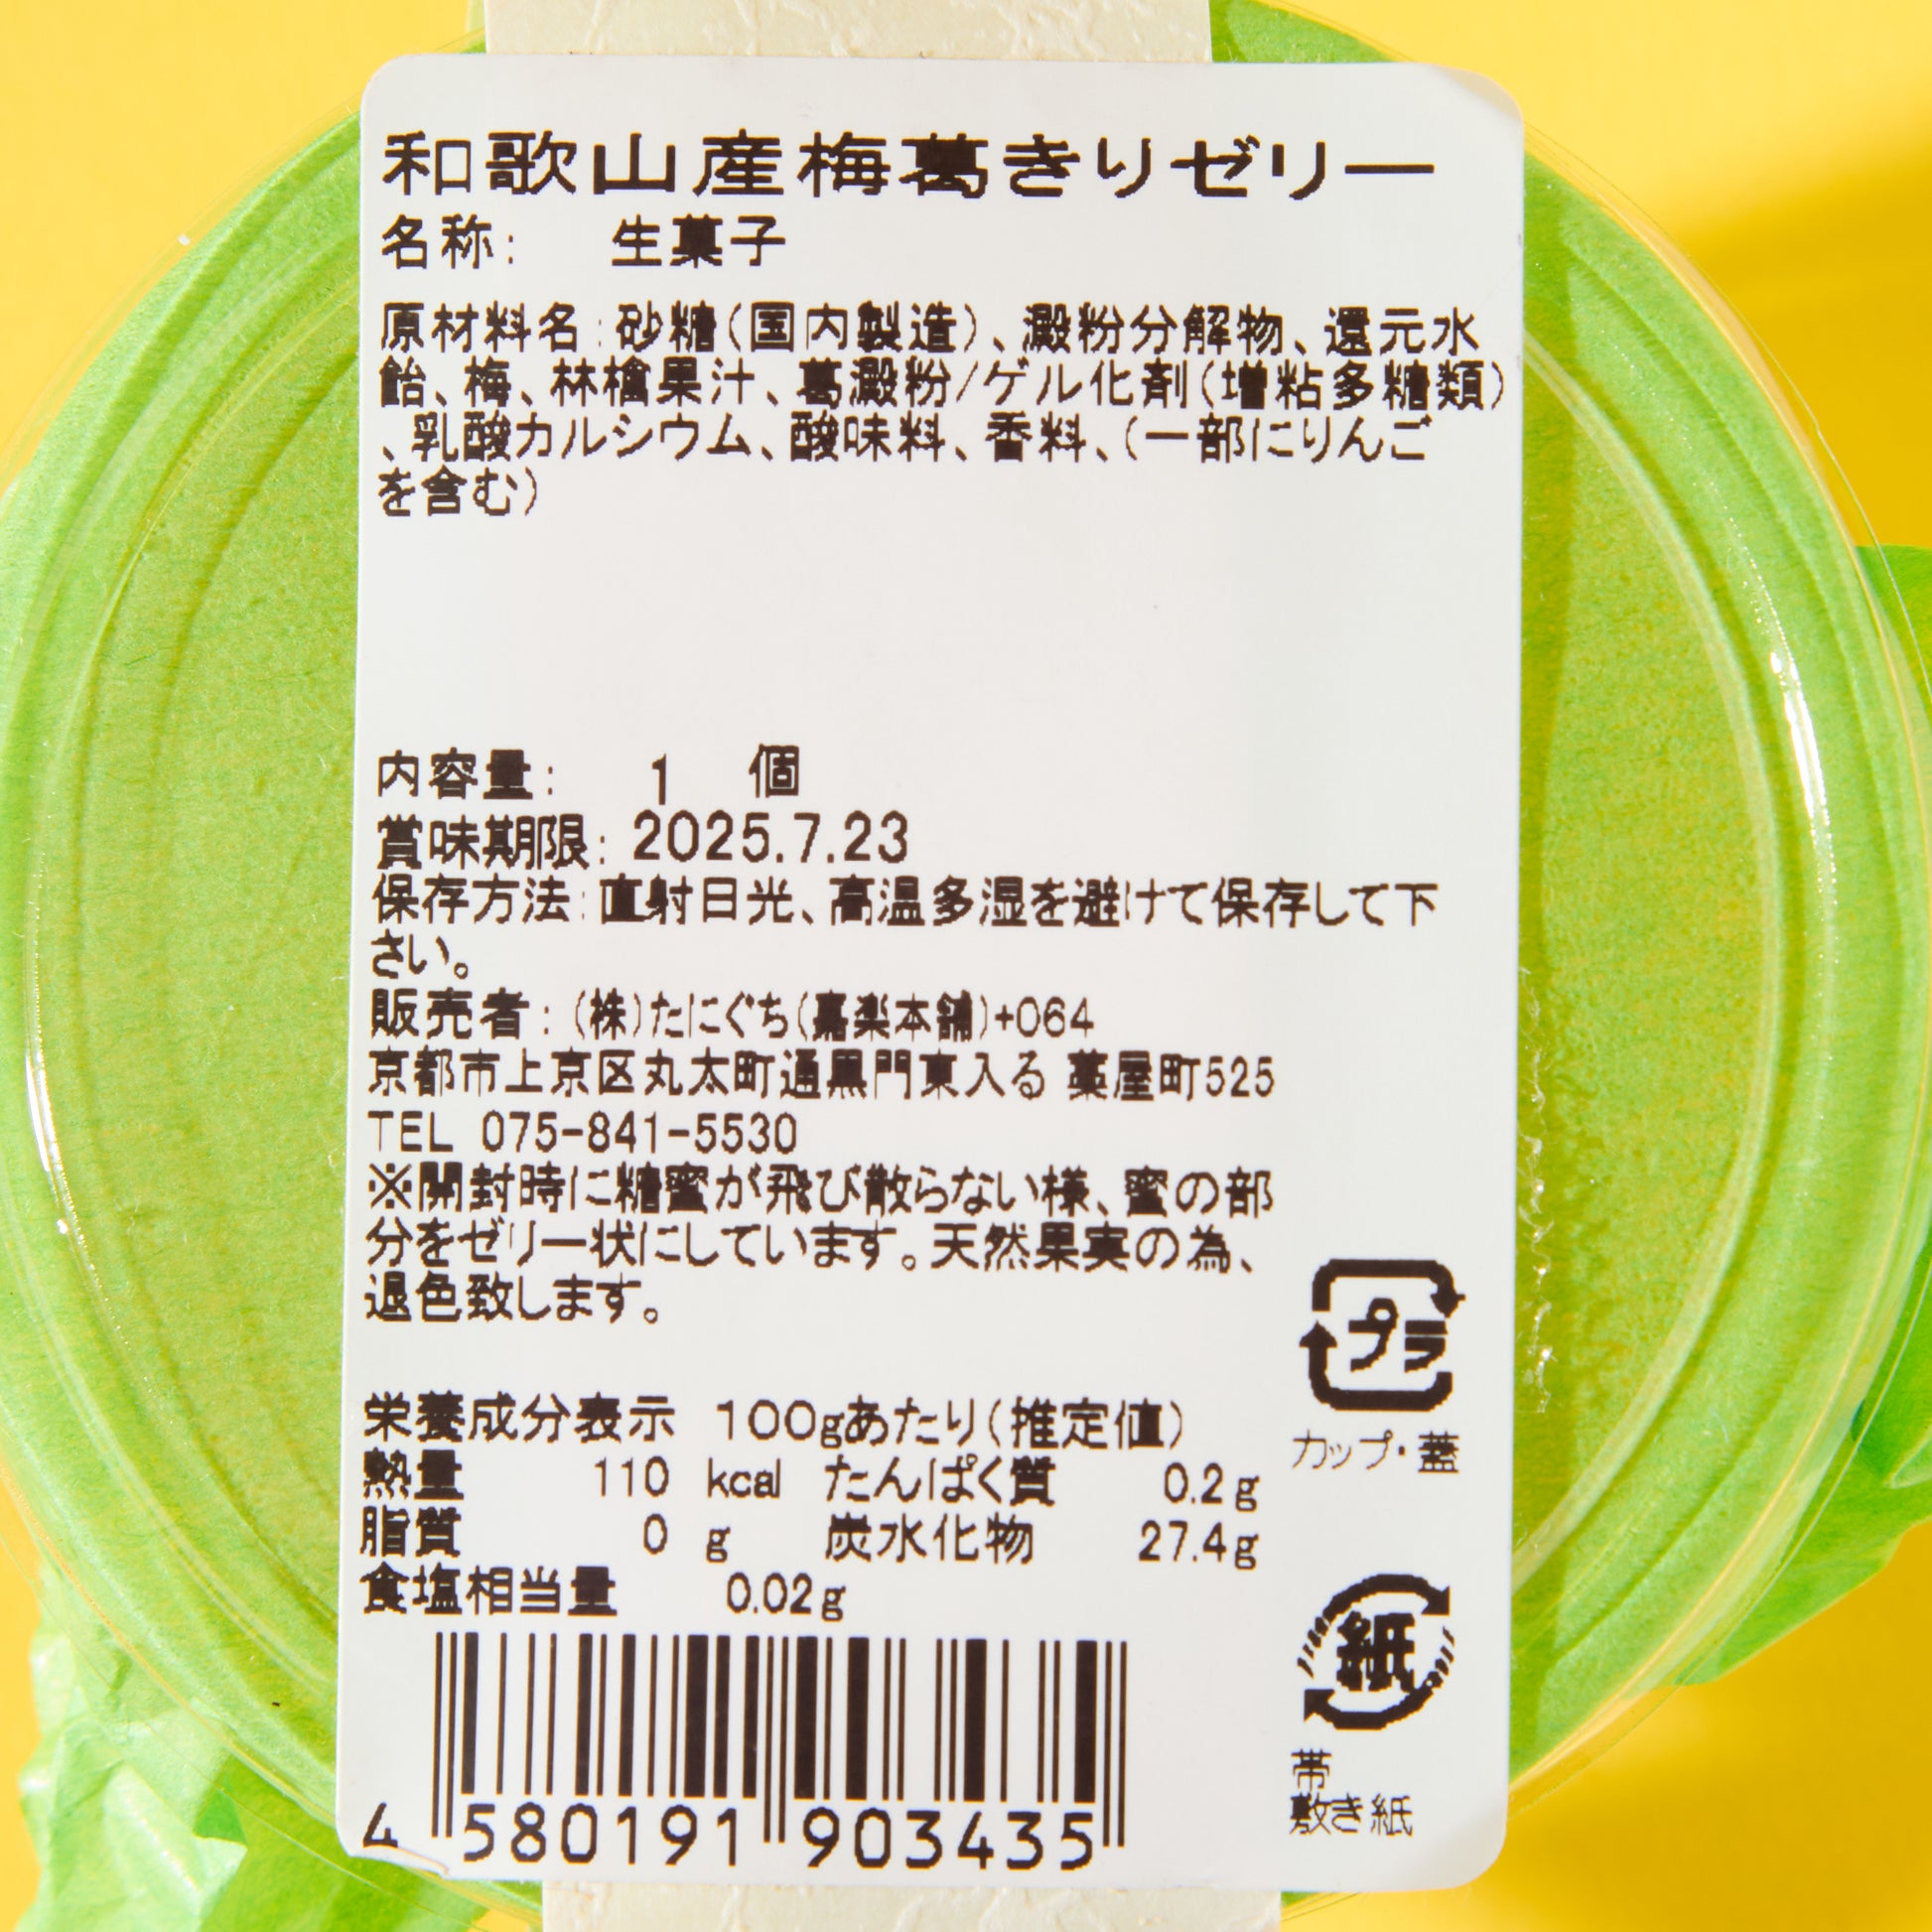 和歌山産梅葛きりゼリー
名称: 生菓子
原材料名:砂糖(国内製造)、澱粉分解物、還元水
飴、梅、林檎果汁、葛澱粉/ゲル化剤(増粘多糖類)
、乳酸カルシウム、酸味料、香料、(一部にりんご
を含む)
内容量: 1 個
賞味期限: 2025.7.23
保存方法:直射日光、高温多湿を避けて保存して下
さい。
販売者:(株)たにぐち(嘉楽本舗)+064
京都市上京区丸太町通黒門東入る 藁屋町525
TEL 075-841-5530
※開封時に糖蜜が飛び散らない様、蜜の部
分をゼリー状にしています。天然果実の為、
退色致します。
プラ
カップ・蓋
栄養成分表示 100gあたり(推定値)
熱量 110 kcal たんぱく質 0.2g
脂質 0 g 炭水化物 27.4g
食塩相当量 0.02g
紙
帯
敷き紙
4 580191 903435